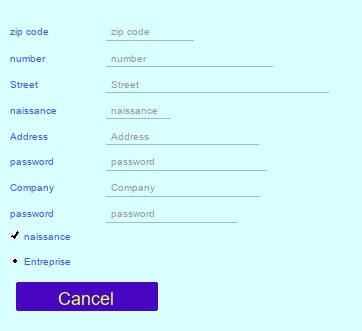 zip code zip code
number number
Street Street
naissance naissance
Address Address
password password
Company Company
password password
naissance
Entreprise
Cancel